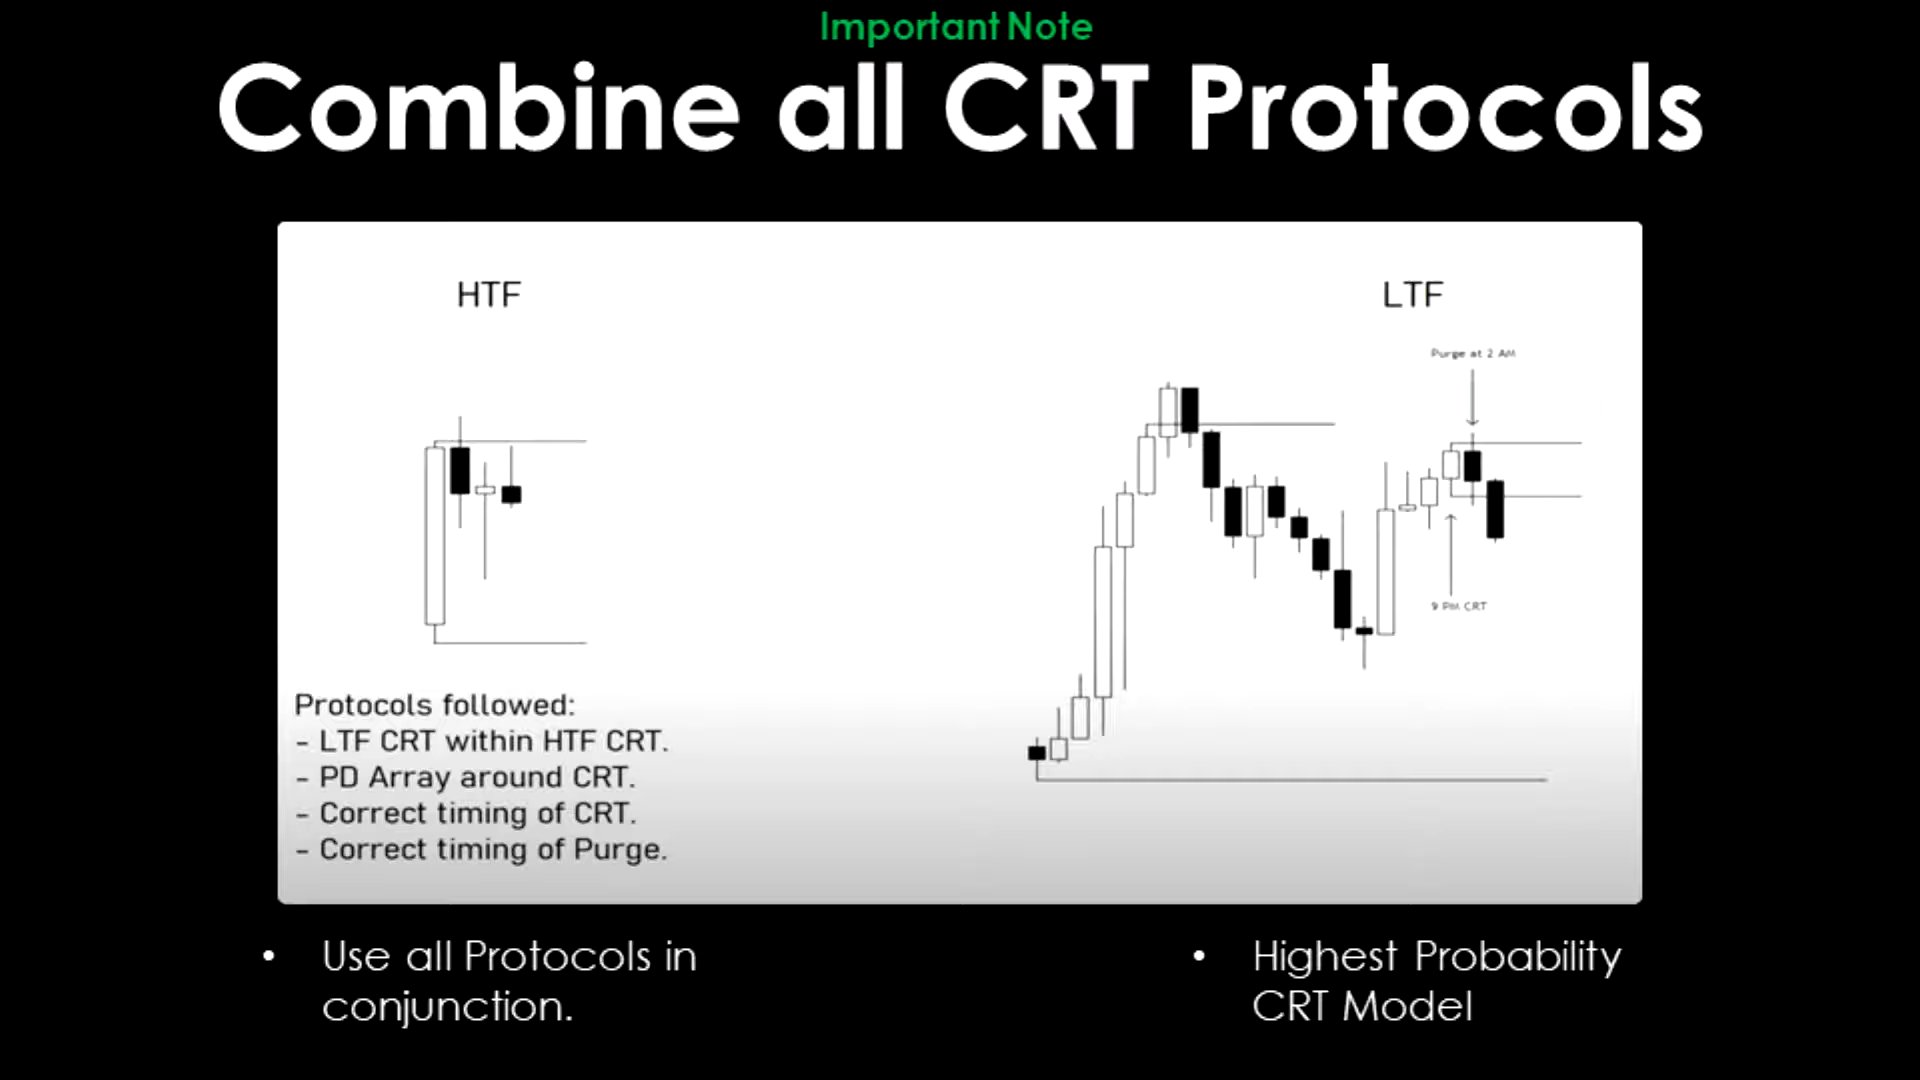 Important Note
Combine all CRT Protocols
HTF
LTF
Purge at 2 AM
9 PM CRT
Protocols followed:
- LTF CRT within HTF CRT.
- PD Array around CRT.
- Correct timing of CRT.
- Correct timing of Purge.
• Use all Protocols in
conjunction.
• Highest Probability
CRT Model